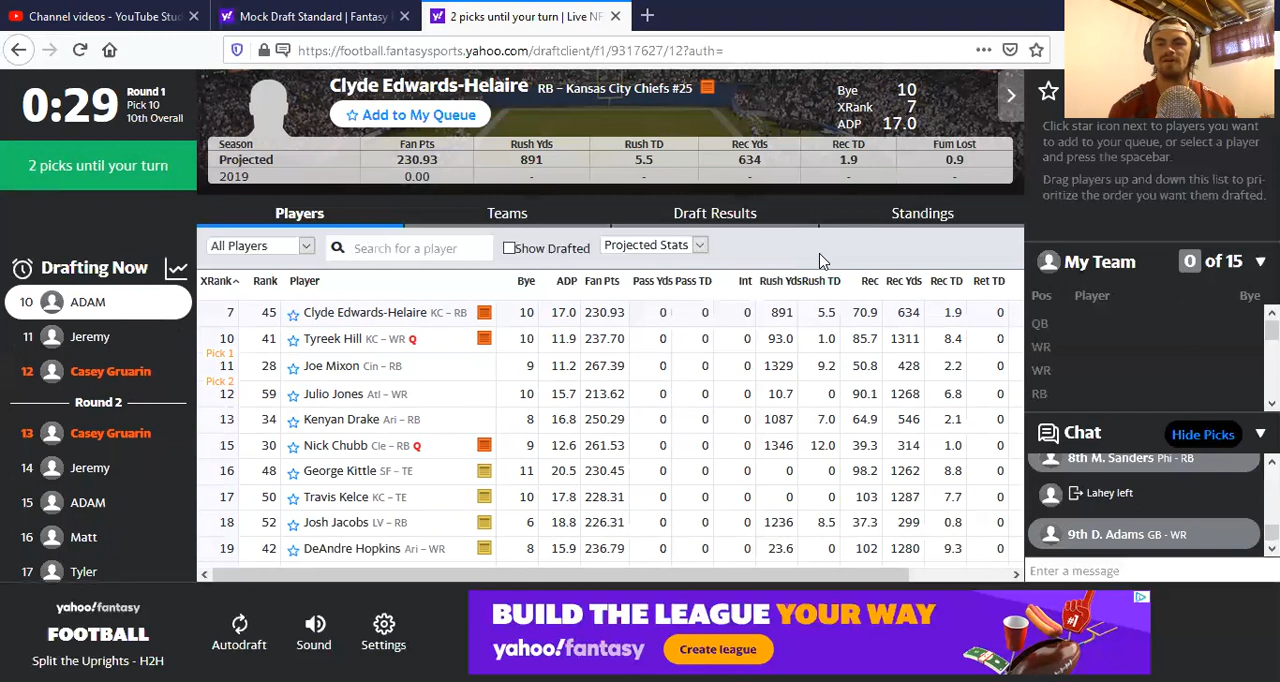 Channel videos - YouTube Stu
Mock Draft Standard | Fantasy
2 picks until your turn | Live NF
https://football.fantasysports.yahoo.com/draftclient/f1/9317627/12?auth=
0:29
Round 1
Pick 10
10th Overall
2 picks until your turn
Clyde Edwards-Helaire RB – Kansas City Chiefs #25
Add to My Queue
Bye 10
XRank 7
ADP 17.0
Season Fan Pts Rush Yds Rush TD Rec Yds Rec TD Fum Lost
Projected 230.93 891 5.5 634 1.9 0.9
2019 0.00 - - - - -
Click star icon next to players you want
to add to your queue, or select a player
and press the spacebar.
Drag players up and down this list to pri-
oritize the order you want them drafted.
Players Teams Draft Results Standings
All Players Search for a player Show Drafted Projected Stats
XRank Rank Player Bye ADP Fan Pts Pass Yds Pass TD Int Rush Yds Rush TD Rec Rec Yds Rec TD Ret TD
7 45 Clyde Edwards-Helaire KC – RB 10 17.0 230.93 0 0 0 891 5.5 70.9 634 1.9 0
10 41 Tyreek Hill KC – WR Q 10 11.9 237.70 0 0 0 93.0 1.0 85.7 1311 8.4 0
Pick 1
11 28 Joe Mixon Cin – RB 9 11.2 267.39 0 0 0 1329 9.2 50.8 428 2.2 0
Pick 2
12 59 Julio Jones Atl – WR 10 15.7 213.62 0 0 0 10.7 0 90.1 1268 6.8 0
13 34 Kenyan Drake Ari – RB 8 16.8 250.29 0 0 0 1087 7.0 64.9 546 2.1 0
15 30 Nick Chubb Cle – RB Q 9 12.6 261.53 0 0 0 1346 12.0 39.3 314 1.0 0
16 48 George Kittle SF – TE 11 20.5 230.45 0 0 0 0 0 98.2 1262 8.8 0
17 50 Travis Kelce KC – TE 10 17.8 228.31 0 0 0 0 0 103 1287 7.7 0
18 52 Josh Jacobs LV – RB 6 18.8 226.31 0 0 0 1236 8.5 37.3 299 0.8 0
19 42 DeAndre Hopkins Ari – WR 8 15.9 236.79 0 0 0 23.6 0 102 1280 9.3 0
Drafting Now
10 ADAM
11 Jeremy
12 Casey Gruarin
Round 2
13 Casey Gruarin
14 Jeremy
15 ADAM
16 Matt
17 Tyler
My Team 0 of 15
Pos Player Bye
QB
WR
WR
RB
Chat Hide Picks
8th M. Sanders Phi - RB
Lahey left
9th D. Adams GB - WR
Enter a message
yahoo!fantasy
FOOTBALL
Split the Uprights - H2H
Autodraft
Sound
Settings
BUILD THE LEAGUE YOUR WAY
yahoo!fantasy
Create league
#1